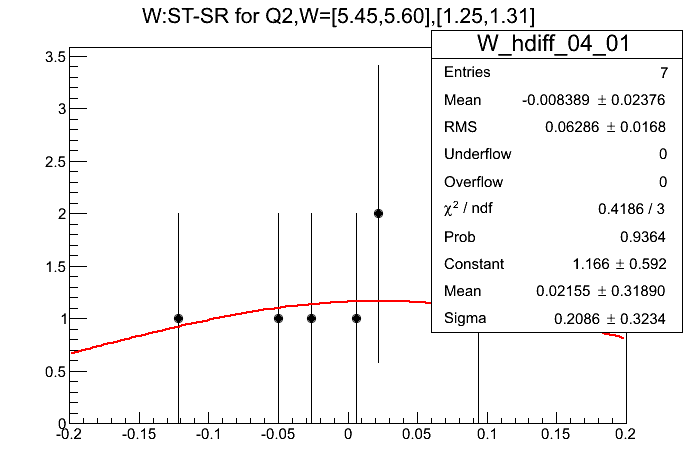 W:ST-SR for Q2,W=[5.45,5.60],[1.25,1.31]
W_hdiff_04_01
Entries 7
Mean -0.008389 ± 0.02376
RMS 0.06286 ± 0.0168
Underflow 0
Overflow 0
χ² / ndf 0.4186 / 3
Prob 0.9364
Constant 1.166 ± 0.592
Mean 0.02155 ± 0.31890
Sigma 0.2086 ± 0.3234
3.5
3
2.5
2
1.5
1
0.5
0
-0.2 -0.15 -0.1 -0.05 0 0.05 0.1 0.15 0.2